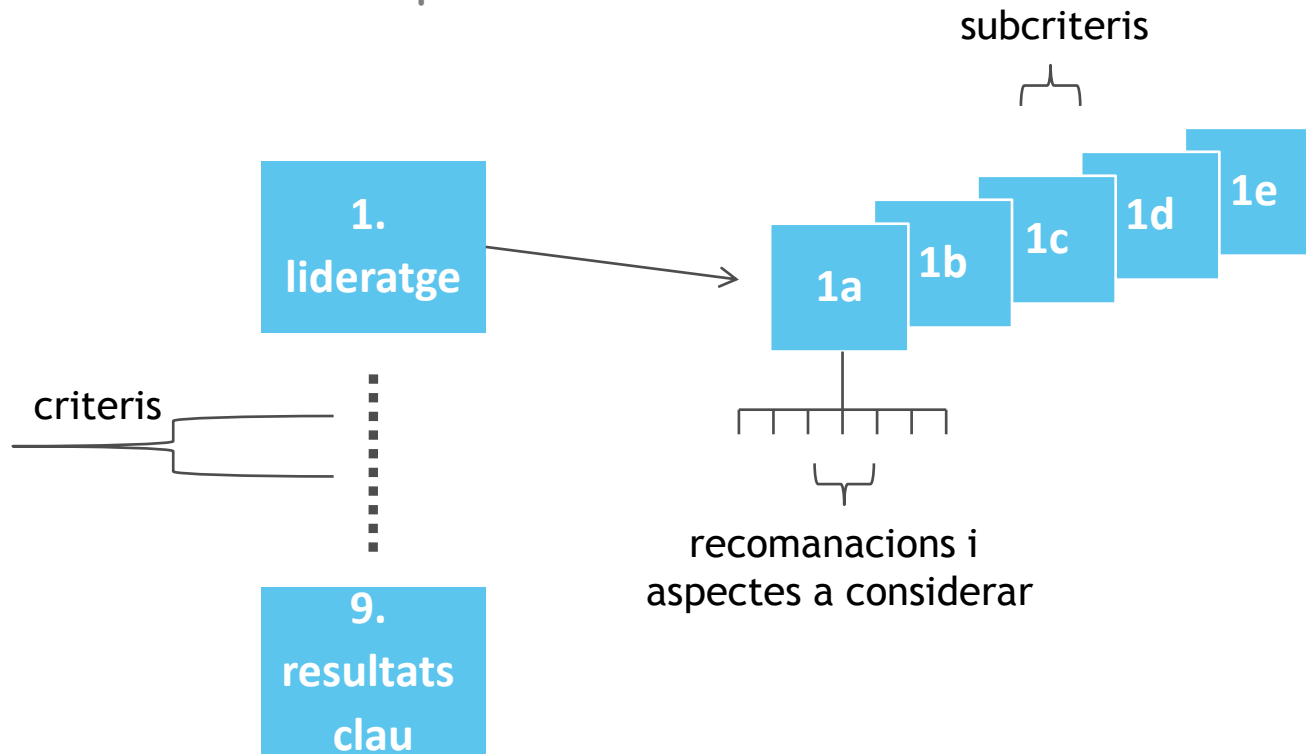 subcriteris
1.
lideratge
1a
1b
1c
1d
1e
criteris
recomanacions i
aspectes a considerar
9.
resultats
clau